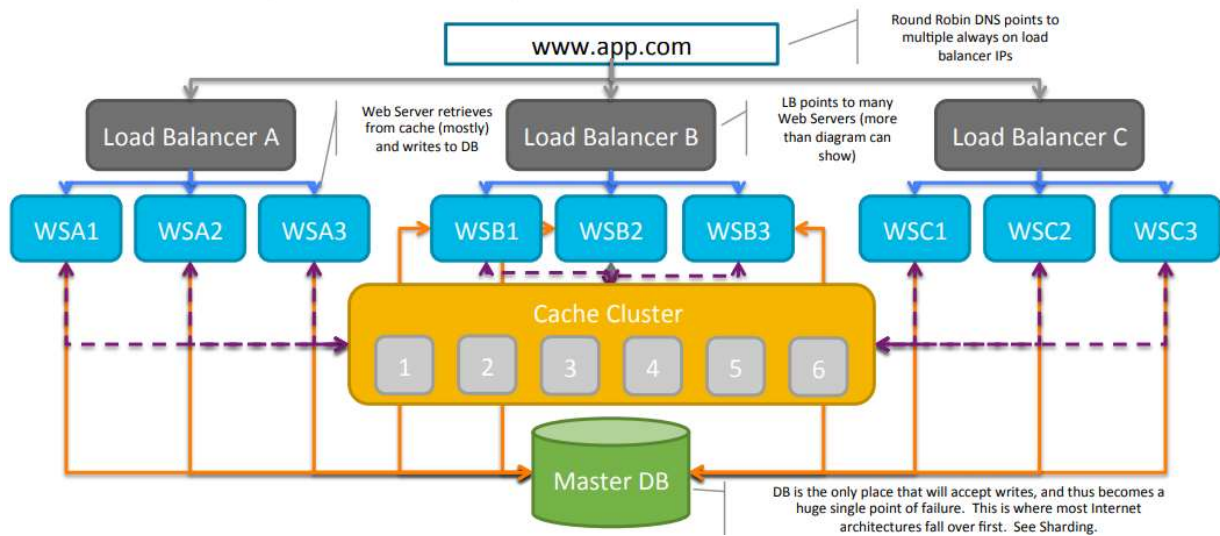 www.app.com
Round Robin DNS points to
multiple always on load
balancer IPs
Load Balancer A
Web Server retrieves
from cache (mostly)
and writes to DB
Load Balancer B
LB points to many
Web Servers (more
than diagram can
show)
Load Balancer C
WSA1
WSA2
WSA3
WSB1
WSB2
WSB3
WSC1
WSC2
WSC3
Cache Cluster
1
2
3
4
5
6
Master DB
DB is the only place that will accept writes, and thus becomes a
huge single point of failure. This is where most Internet
architectures fall over first. See Sharding.